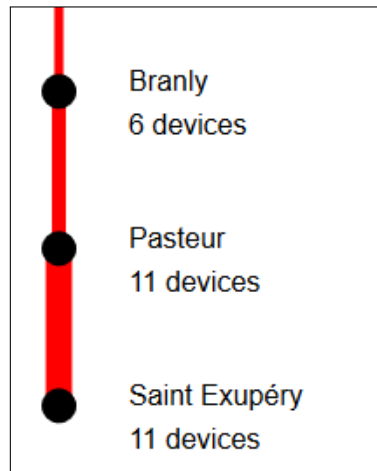 Branly
6 devices
Pasteur
11 devices
Saint Exupéry
11 devices